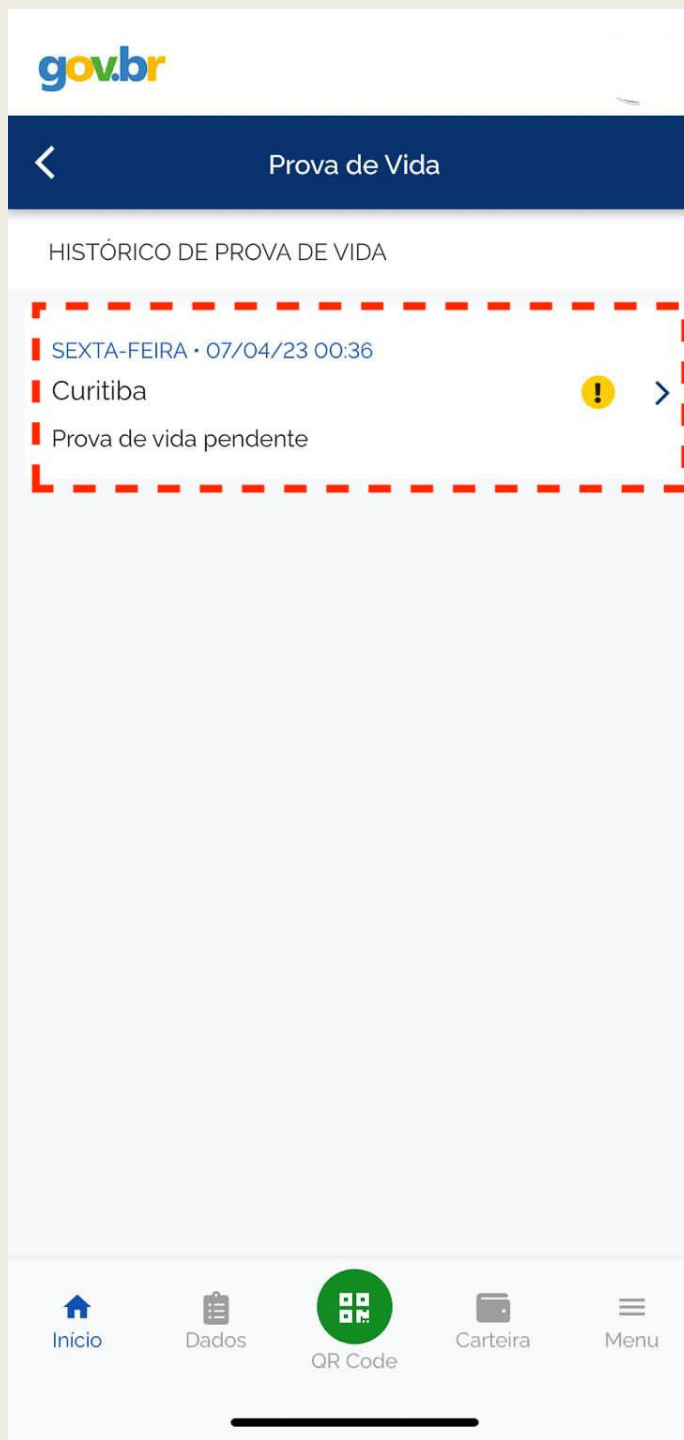 gov.br
Prova de Vida
HISTÓRICO DE PROVA DE VIDA
SEXTA-FEIRA • 07/04/23 00:36
Curitiba
!
Prova de vida pendente
Início
Dados
QR Code
Carteira
Menu